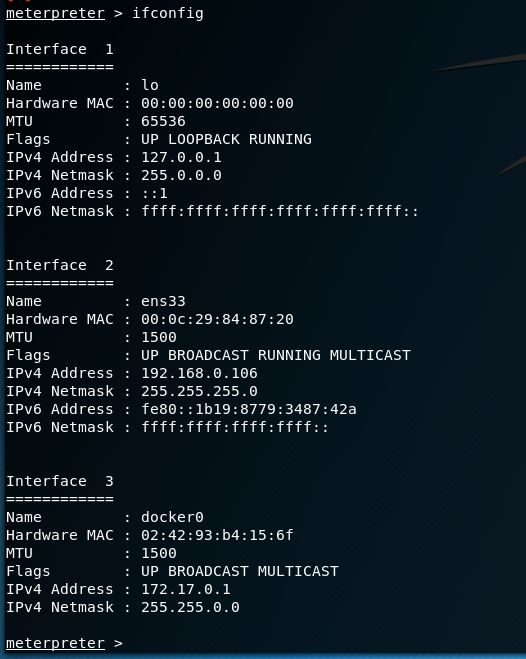 meterpreter > ifconfig
Interface  1
============
Name         : lo
Hardware MAC : 00:00:00:00:00:00
MTU          : 65536
Flags        : UP LOOPBACK RUNNING
IPv4 Address : 127.0.0.1
IPv4 Netmask : 255.0.0.0
IPv6 Address : ::1
IPv6 Netmask : ffff:ffff:ffff:ffff:ffff:ffff::
Interface  2
============
Name         : ens33
Hardware MAC : 00:0c:29:84:87:20
MTU          : 1500
Flags        : UP BROADCAST RUNNING MULTICAST
IPv4 Address : 192.168.0.106
IPv4 Netmask : 255.255.255.0
IPv6 Address : fe80::1b19:8779:3487:42a
IPv6 Netmask : ffff:ffff:ffff:ffff::
Interface  3
============
Name         : docker0
Hardware MAC : 02:42:93:b4:15:6f
MTU          : 1500
Flags        : UP BROADCAST MULTICAST
IPv4 Address : 172.17.0.1
IPv4 Netmask : 255.255.0.0
meterpreter >